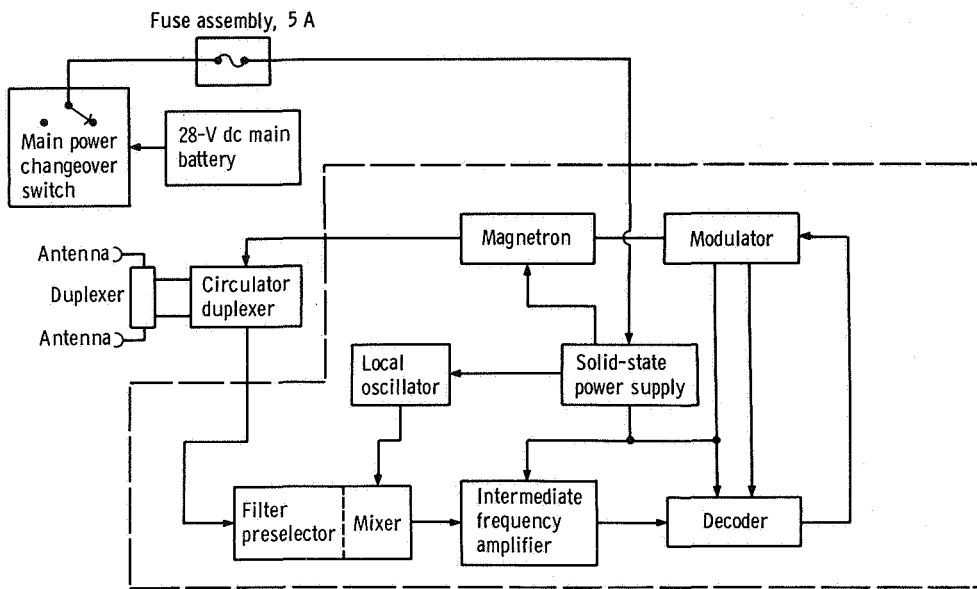 Fuse assembly, 5 A
Main power
changeover
switch
28-V dc main
battery
Magnetron
Modulator
Antenna
Duplexer
Antenna
Circulator
duplexer
Local
oscillator
Solid-state
power supply
Filter
preselector
Mixer
Intermediate
frequency
amplifier
Decoder